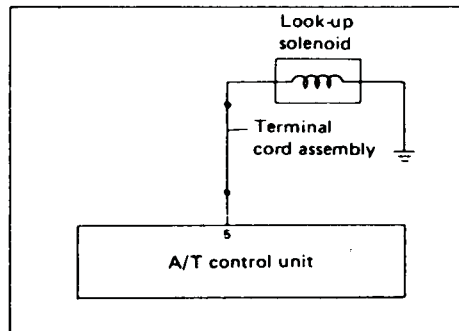 Look-up
solenoid
Terminal
cord assembly
5
A/T control unit